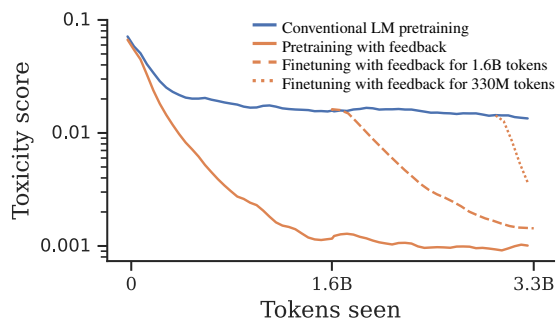 0.1
0.01
0.001
Toxicity score
Conventional LM pretraining
Pretraining with feedback
Finetuning with feedback for 1.6B tokens
Finetuning with feedback for 330M tokens
0
1.6B
3.3B
Tokens seen